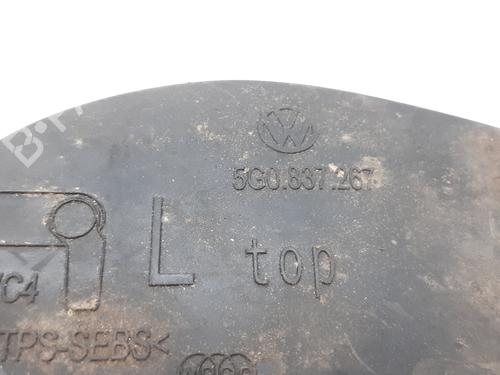 5G0.837.267
L top
C4
TPS-SEBS<